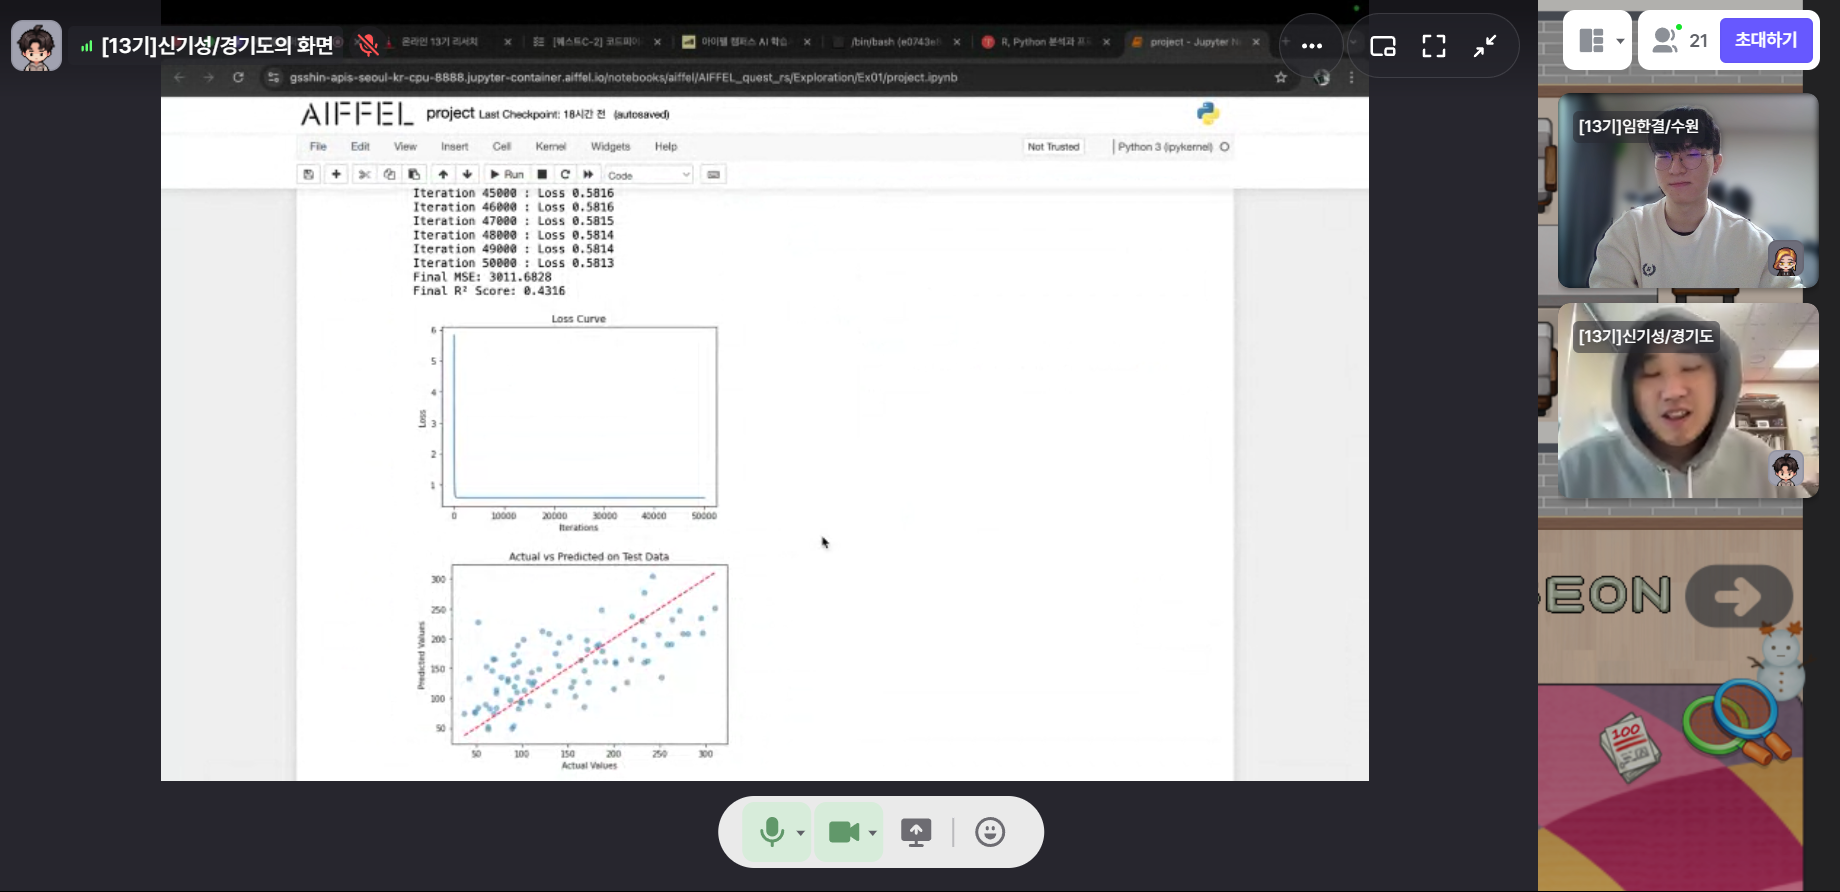 [13기]신기성/경기도의 화면
온라인 13기 리서치
[퀘스트C-2] 코드피어
아이펠 캠퍼스 AI 학습
/bin/bash (e0743e
R, Python 분석과 프
project - Jupyter N
21
초대하기
gsshin-apis-seoul-kr-cpu-8888.jupyter-container.aiffel.io/notebooks/aiffel/AIFFEL_quest_rs/Exploration/Ex01/project.ipynb
AIFFEL project Last Checkpoint: 18시간 전 (autosaved)
File Edit View Insert Cell Kernel Widgets Help
Not Trusted
Python 3 (ipykernel)
Run
Code
Iteration 45000 : Loss 0.5816
Iteration 46000 : Loss 0.5816
Iteration 47000 : Loss 0.5815
Iteration 48000 : Loss 0.5814
Iteration 49000 : Loss 0.5814
Iteration 50000 : Loss 0.5813
Final MSE: 3011.6828
Final R² Score: 0.4316
Loss Curve
6
5
4
3
2
1
Loss
0 10000 20000 30000 40000 50000
Iterations
Actual vs Predicted on Test Data
300
250
200
150
100
50
Predicted Values
50 100 150 200 250 300
Actual Values
[13기]임한결/수원
[13기]신기성/경기도
EON
100